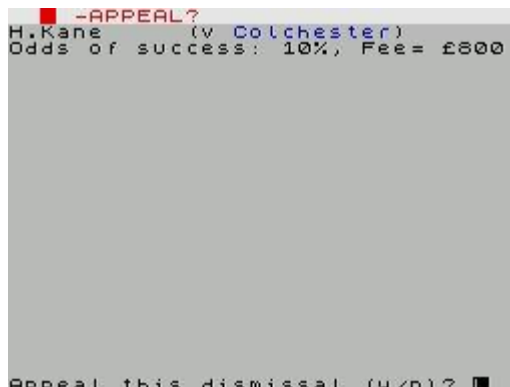 -APPEAL?
H.Kane (v Colchester)
Odds of success: 10%, Fee= £800
Appeal this dismissal (y/n)?